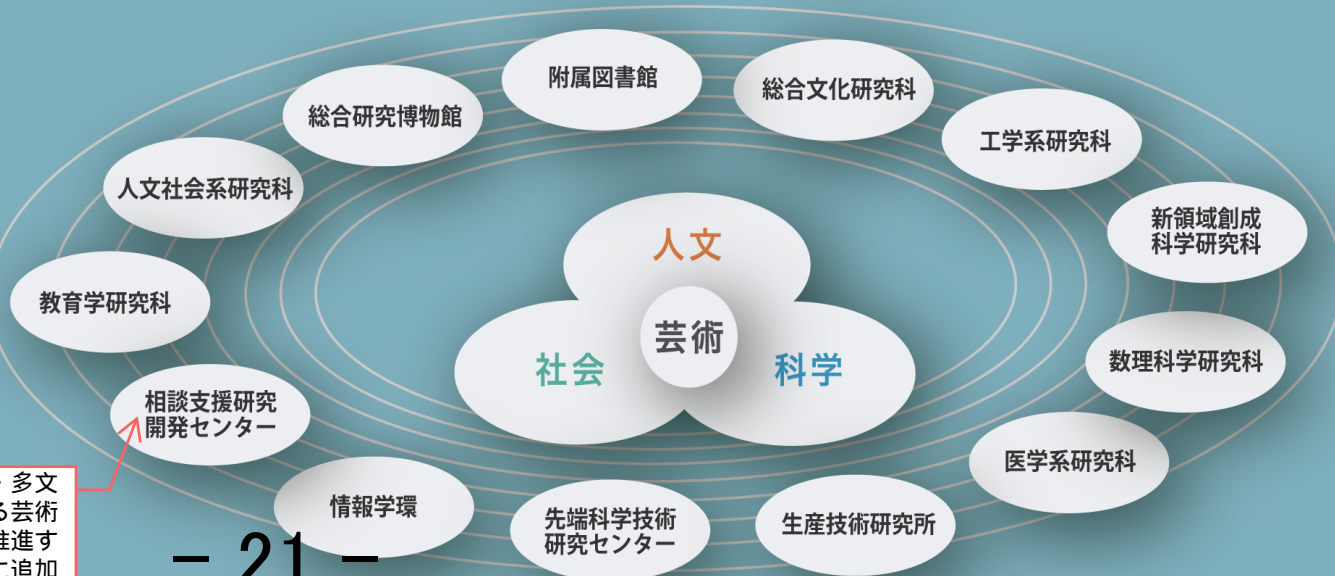 附属図書館
総合文化研究科
総合研究博物館
工学系研究科
人文社会系研究科
新領域創成
科学研究科
人文
教育学研究科
芸術
社会
科学
数理科学研究科
相談支援研究
開発センター
医学系研究科
多文
る芸術
推進す
に追加
情報学環
先端科学技術
研究センター
生産技術研究所
− 21 −